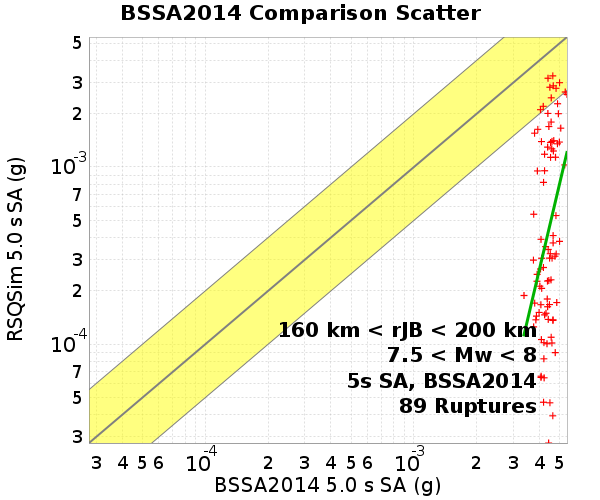 BSSA2014 Comparison Scatter
RSQSim 5.0 s SA (g)
5
3
2
10-3
7
5
3
2
10-4
7
5
3
160 km < rJB < 200 km
7.5 < Mw < 8
5s SA, BSSA2014
89 Ruptures
3 4 5 6 10-4 2 3 4 5 6 10-3 2 3 4 5
BSSA2014 5.0 s SA (g)